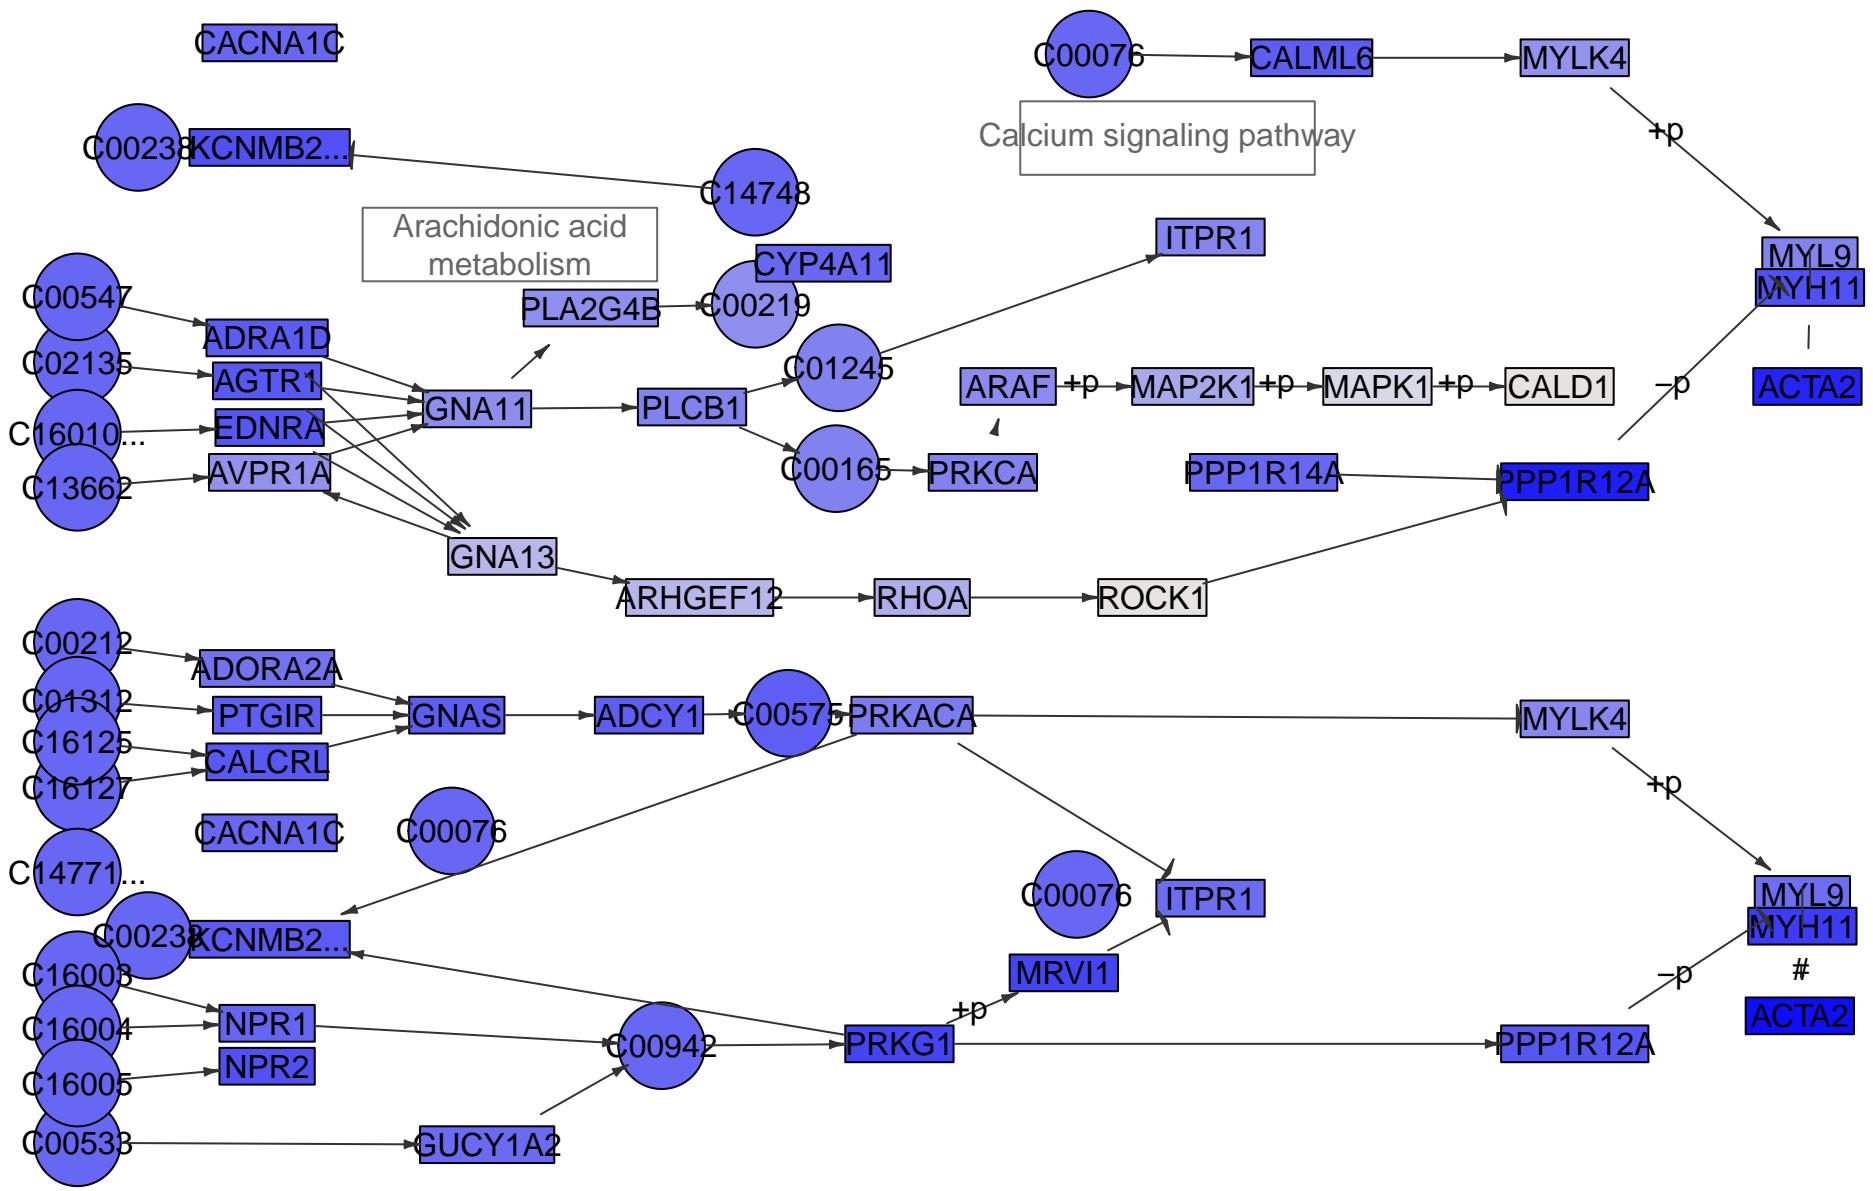 CACNA1C
C00076
CALML6
MYLK4
+p
Calcium signaling pathway
C00238
KCNMB2...
C14748
Arachidonic acid
metabolism
ITPR1
MYL9
MYH11
CYP4A11
C00219
PLA2G4B
C00547
ADRA1D
C02135
AGTR1
C01245
ARAF
+p
MAP2K1
+p
MAPK1
+p
CALD1
–p
ACTA2
GNA11
PLCB1
C16010...
EDNRA
C13662
AVPR1A
C00165
PRKCA
PPP1R14A
PPP1R12A
GNA13
ARHGEF12
RHOA
ROCK1
C00212
ADORA2A
C01312
PTGIR
GNAS
ADCY1
C00575
PRKACA
MYLK4
C16125
CALCRL
C16127
+p
CACNA1C
C00076
C14771...
C00076
ITPR1
MYL9
MYH11
C00238
KCNMB2...
C16003
MRVI1
–p
#
+p
ACTA2
C16004
NPR1
C00942
PRKG1
PPP1R12A
C16005
NPR2
C00533
GUCY1A2